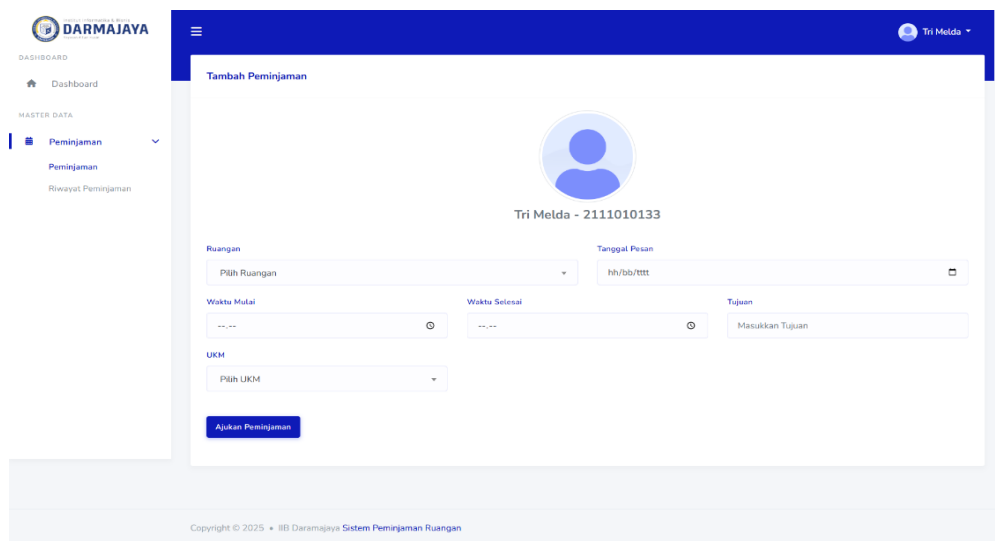 DARMAJAYA
Tri Melda
DASHBOARD
Dashboard
MASTER DATA
Peminjaman
Peminjaman
Riwayat Peminjaman
Tambah Peminjaman
Tri Melda - 2111010133
Ruangan
Tanggal Pesan
Pilih Ruangan
hh/bb/tttt
Waktu Mulai
Waktu Selesai
Tujuan
--.--
--.--
Masukkan Tujuan
UKM
Pilih UKM
Ajukan Peminjaman
Copyright © 2025 • IIB Daramajaya Sistem Peminjaman Ruangan